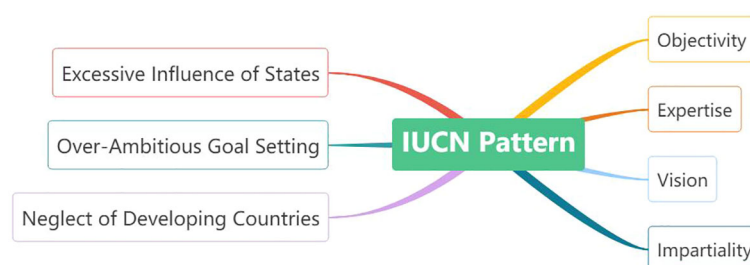 Excessive Influence of States
Over-Ambitious Goal Setting
Neglect of Developing Countries
IUCN Pattern
Objectivity
Expertise
Vision
Impartiality